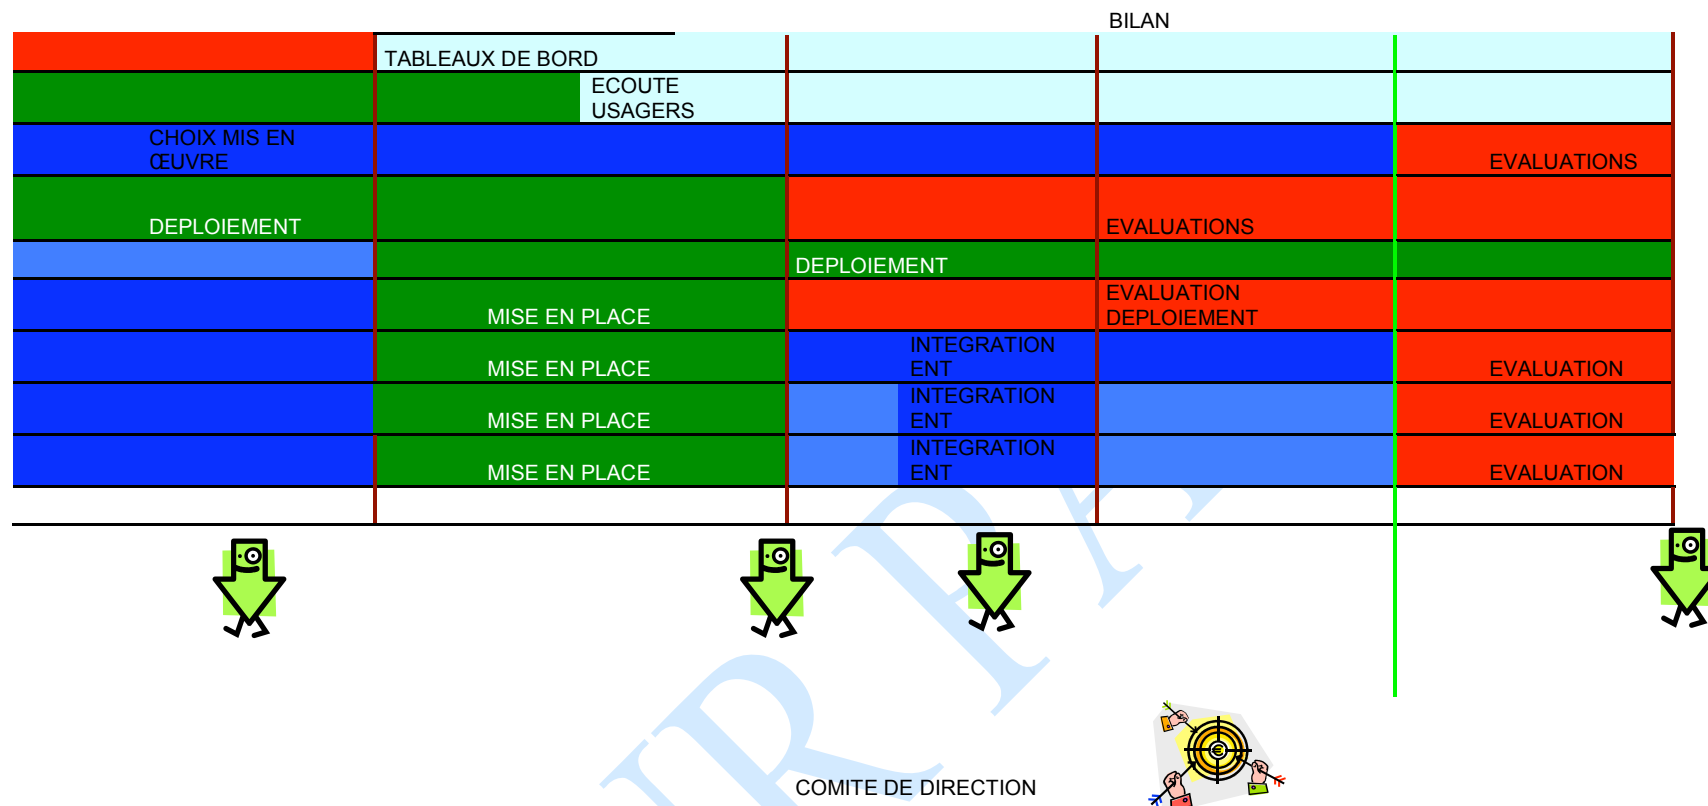 BILAN
TABLEAUX DE BORD
ECOUTE
USAGERS
CHOIX MIS EN
ŒUVRE
EVALUATIONS
DEPLOIEMENT
EVALUATIONS
DEPLOIEMENT
MISE EN PLACE
EVALUATION
DEPLOIEMENT
MISE EN PLACE
INTEGRATION
ENT
EVALUATION
MISE EN PLACE
INTEGRATION
ENT
EVALUATION
MISE EN PLACE
INTEGRATION
ENT
EVALUATION
€
COMITE DE DIRECTION